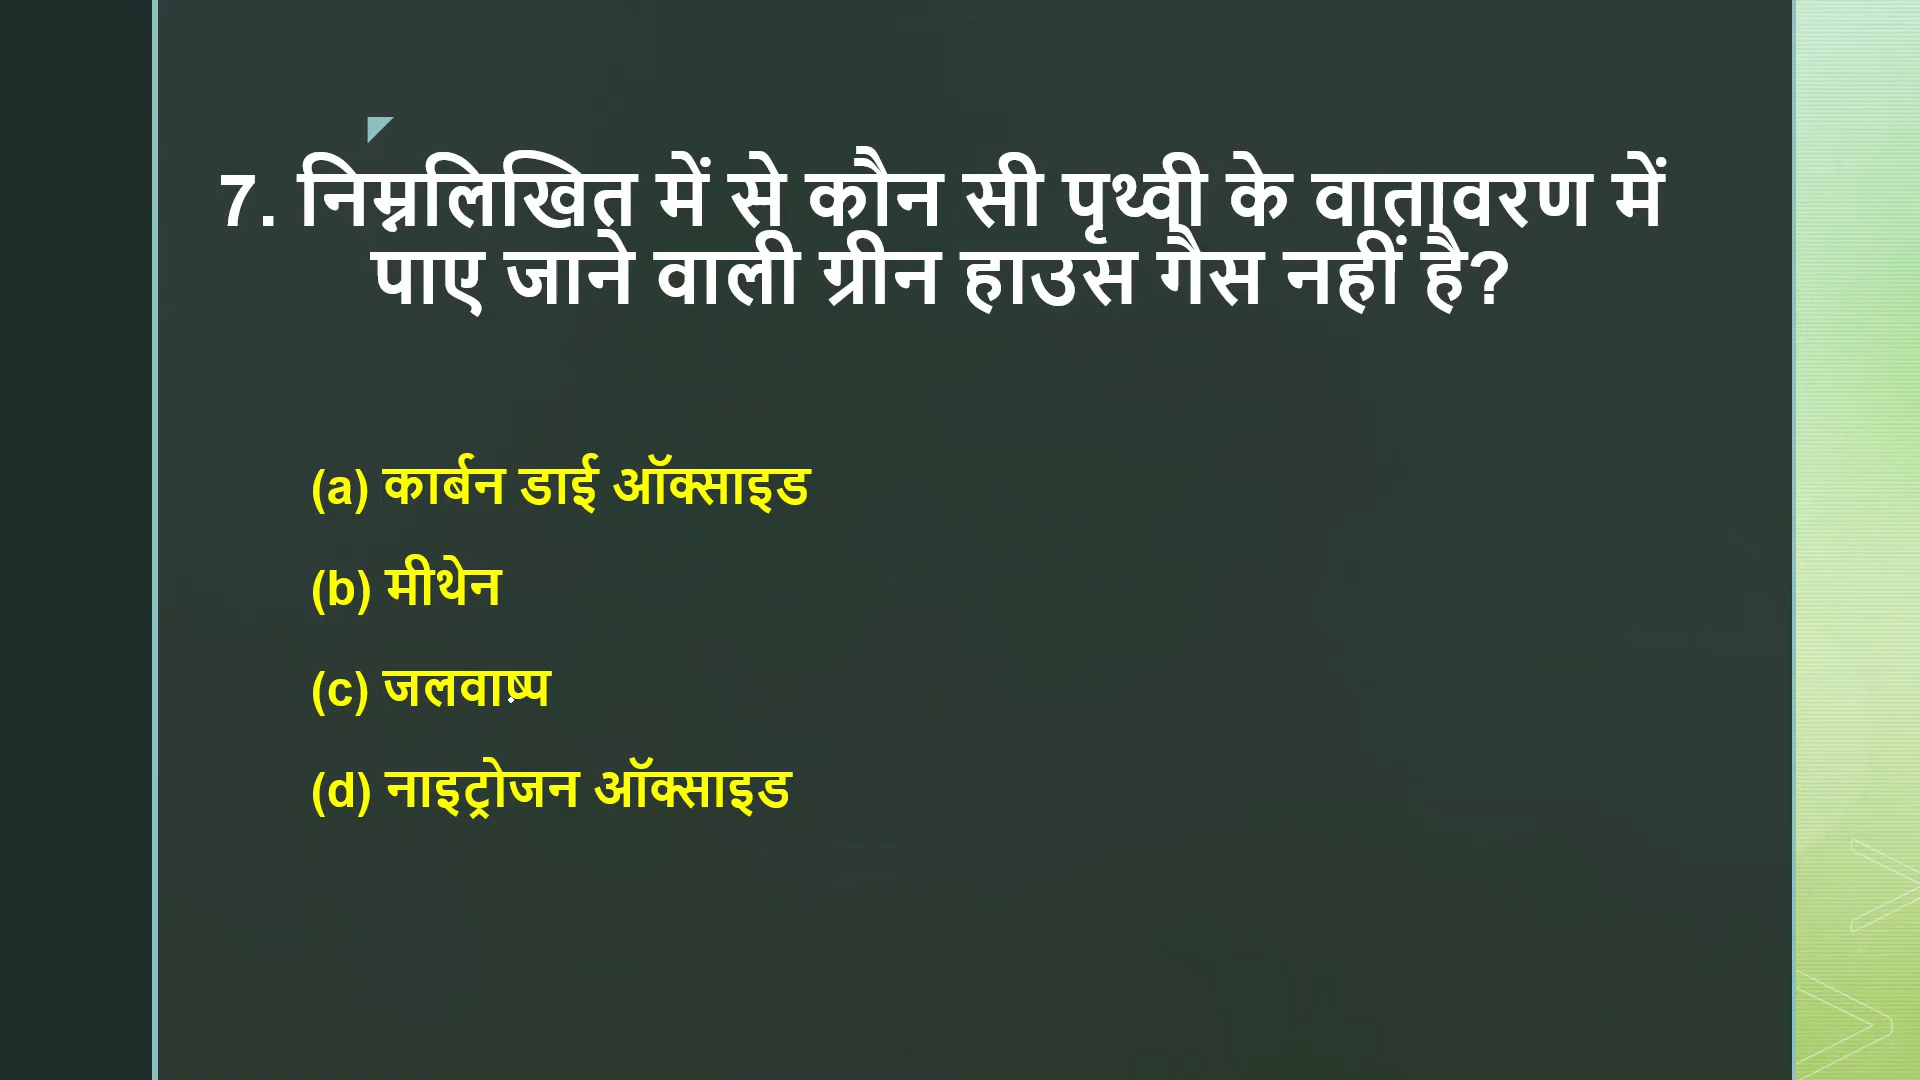 7. निम्नलिखित में से कौन सी पृथ्वी के वातावरण में
पाए जाने वाली ग्रीन हाउस गैस नहीं है?
(a) कार्बन डाई ऑक्साइड
(b) मीथेन
(c) जलवाष्प
(d) नाइट्रोजन ऑक्साइड